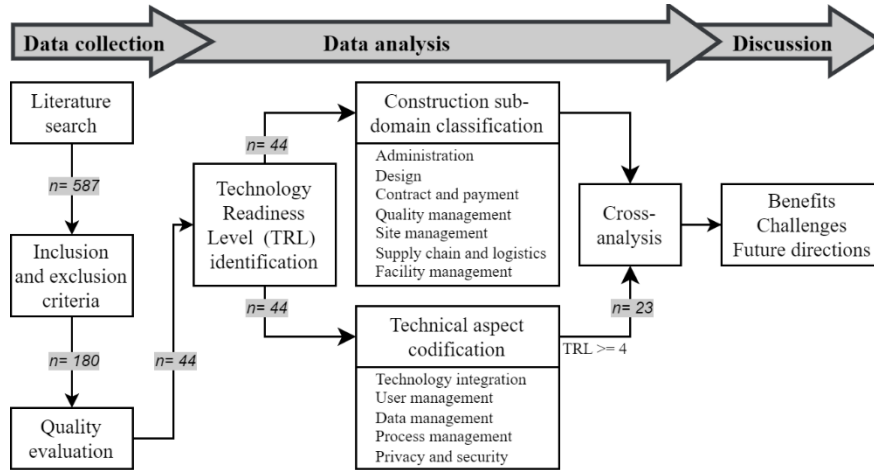 Data collection
Data analysis
Discussion
Literature
search
n= 587
Inclusion
and exclusion
criteria
n= 180
Quality
evaluation
n= 44
Technology
Readiness
Level (TRL)
identification
n= 44
n= 44
Construction sub-
domain classification
Administration
Design
Contract and payment
Quality management
Site management
Supply chain and logistics
Facility management
Technical aspect
codification
Technology integration
User management
Data management
Process management
Privacy and security
TRL >= 4
n= 23
Cross-
analysis
Benefits
Challenges
Future directions